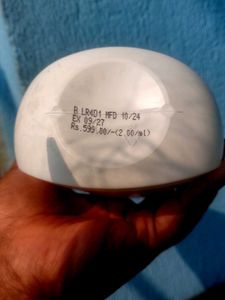 B LR4D1 MFD 10/24
EX 09/27
Rs.599.00/-(2.00/ml)